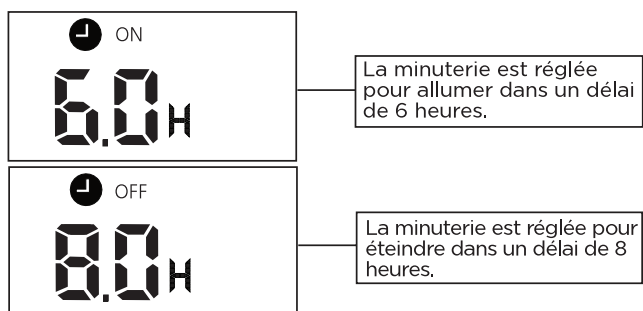 ON
6.0H
La minuterie est réglée
pour allumer dans un délai
de 6 heures.
OFF
8.0H
La minuterie est réglée pour
éteindre dans un délai de 8
heures.